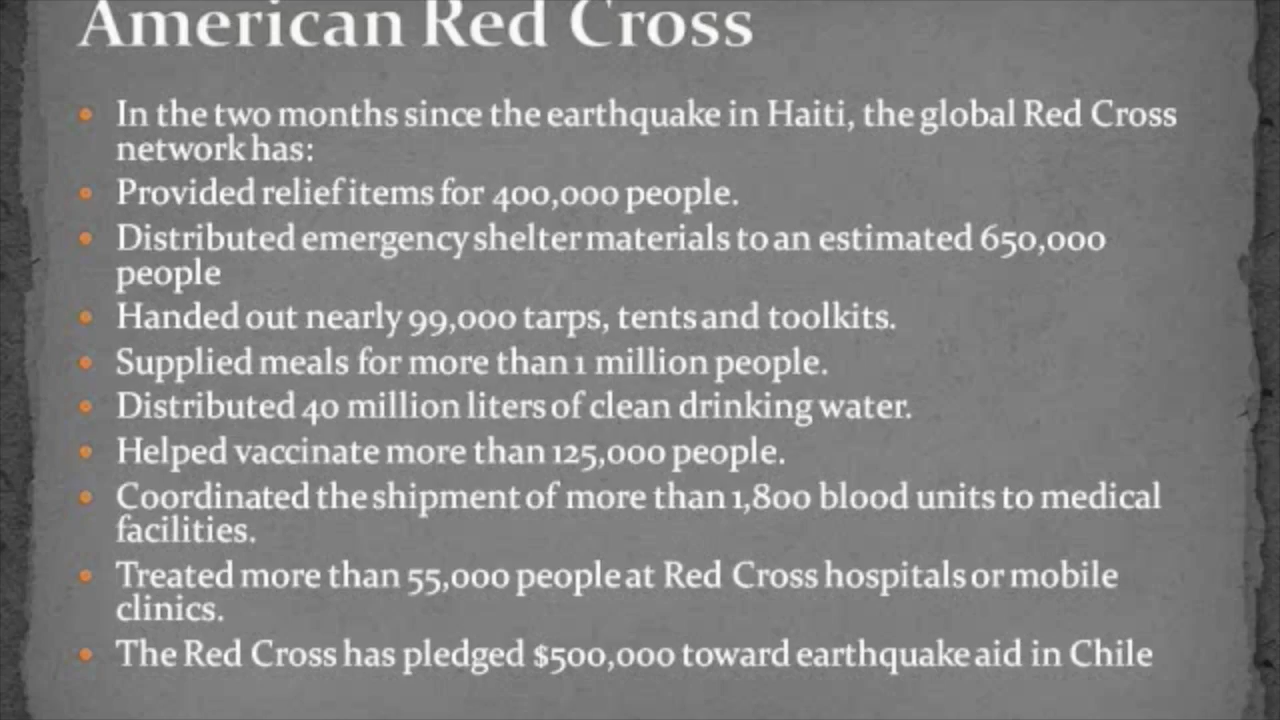 American Red Cross
In the two months since the earthquake in Haiti, the global Red Cross
network has:
Provided relief items for 400,000 people.
Distributed emergency shelter materials to an estimated 650,000
people
Handed out nearly 99,000 tarps, tents and toolkits.
Supplied meals for more than 1 million people.
Distributed 40 million liters of clean drinking water.
Helped vaccinate more than 125,000 people.
Coordinated the shipment of more than 1,800 blood units to medical
facilities.
Treated more than 55,000 people at Red Cross hospitals or mobile
clinics.
The Red Cross has pledged $500,000 toward earthquake aid in Chile